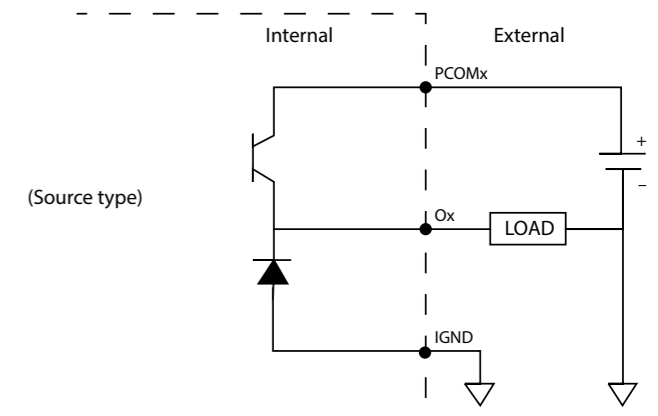 Internal
External
PCOMx
+
–
(Source type)
Ox
LOAD
IGND